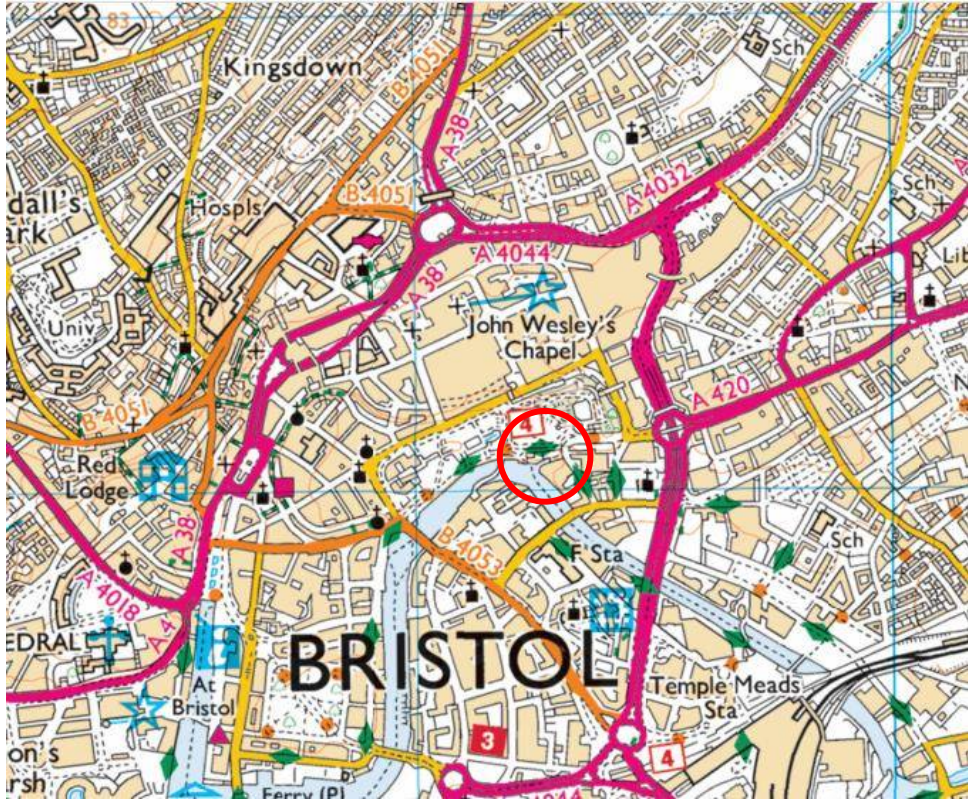 83
Kingsdown
B 4051
A 38
Sch
dall's
ark
Hospls
B 4051
A 4032
Sch
A 4044
A 38
Lib
Univ
John Wesley's
Chapel
A 420
B 4051
4
Red
Lodge
A 38
B 4053
F Sta
Sch
A 4018
A 4
EDRAL
BRISTOL
At
Bristol
Temple Meads
Sta
3
4
on's
rsh
Ferry (P)